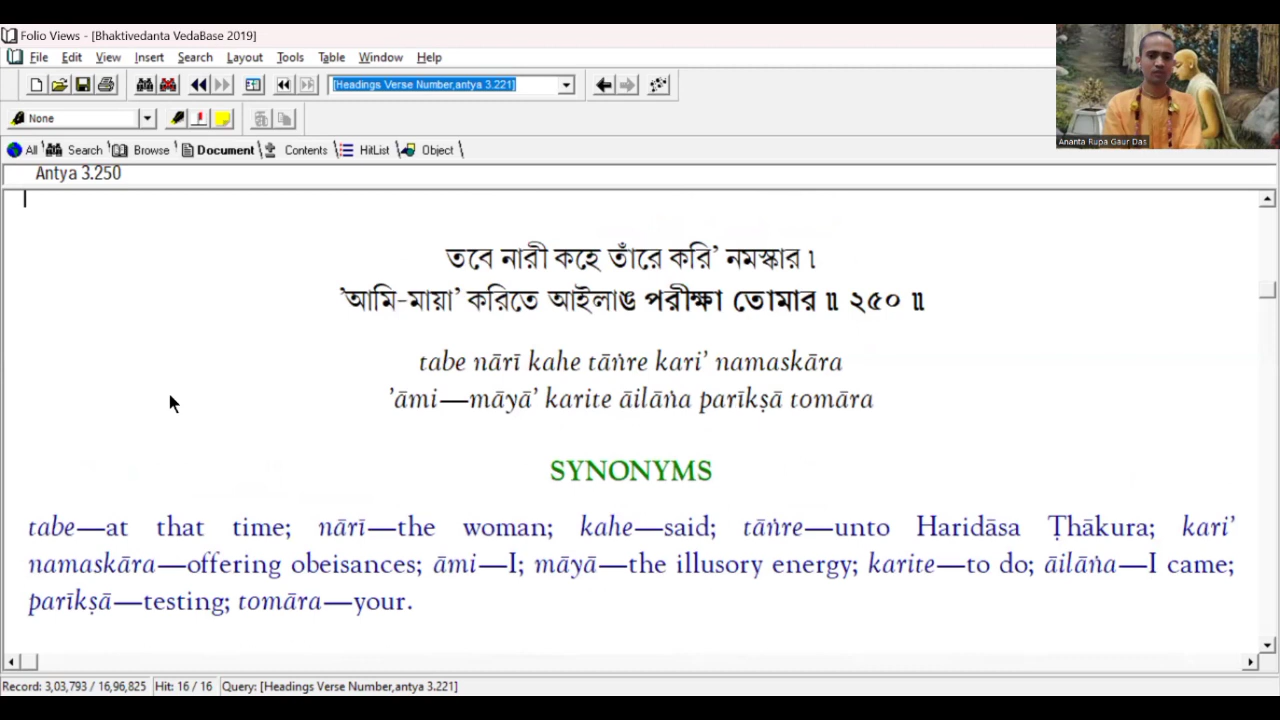 Folio Views - [Bhaktivedanta VedaBase 2019]
File Edit View Insert Search Layout Tools Table Window Help
[Headings Verse Number,antya 3.221]
None
All Search Browse Document Contents HitList Object
Antya 3.250
তবে নারী কহে তাঁরে করি’ নমস্কার ৷
’আমি-মায়া’ করিতে আইলাঙ পরীক্ষা তোমার ॥ ২৫০ ॥
tabe nārī kahe tāṅre kari’ namaskāra
’āmi—māyā’ karite āilāṅa parīkṣā tomāra
SYNONYMS
tabe—at that time; nārī—the woman; kahe—said; tāṅre—unto Haridāsa Ṭhākura; kari’
namaskāra—offering obeisances; āmi—I; māyā—the illusory energy; karite—to do; āilāṅa—I came;
parīkṣā—testing; tomāra—your.
Record: 3,03,793 / 16,96,825 Hit: 16 / 16 Query: [Headings Verse Number,antya 3.221]
Ananta Rupa Gaur Das